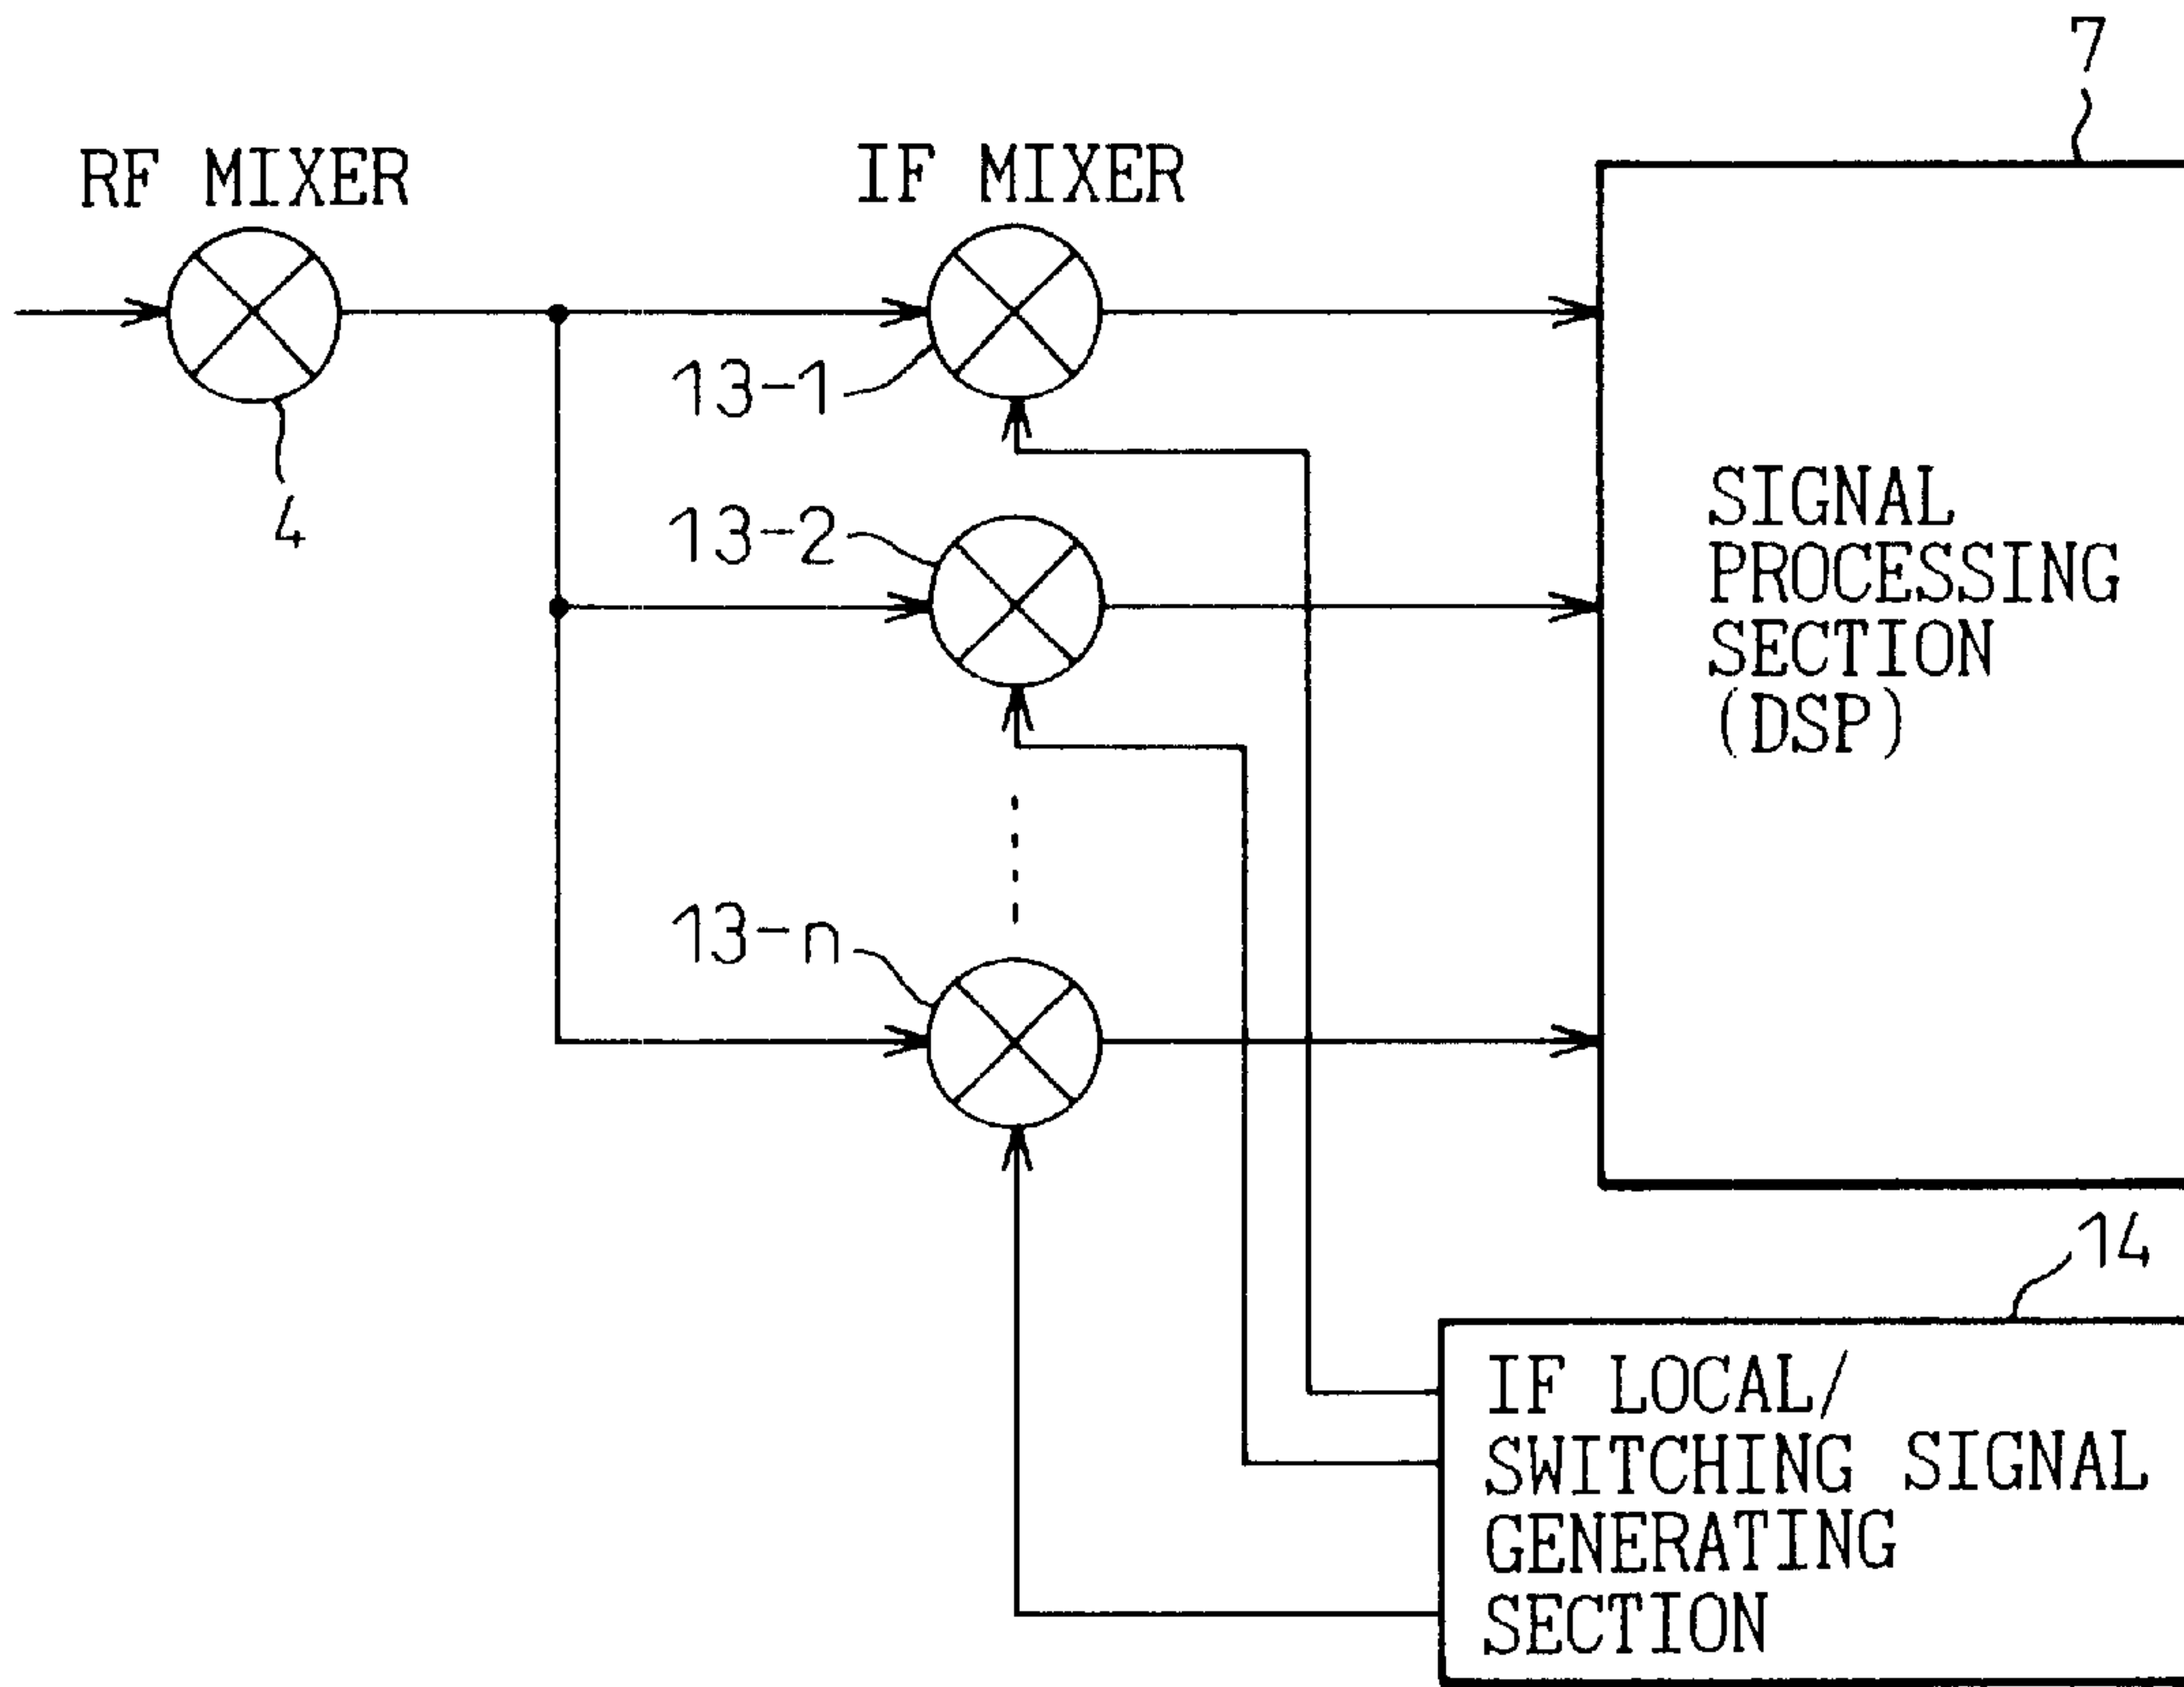 7
RF MIXER
IF MIXER
13-1
4
13-2
SIGNAL
PROCESSING
SECTION
(DSP)
13-n
14
IF LOCAL/
SWITCHING SIGNAL
GENERATING
SECTION